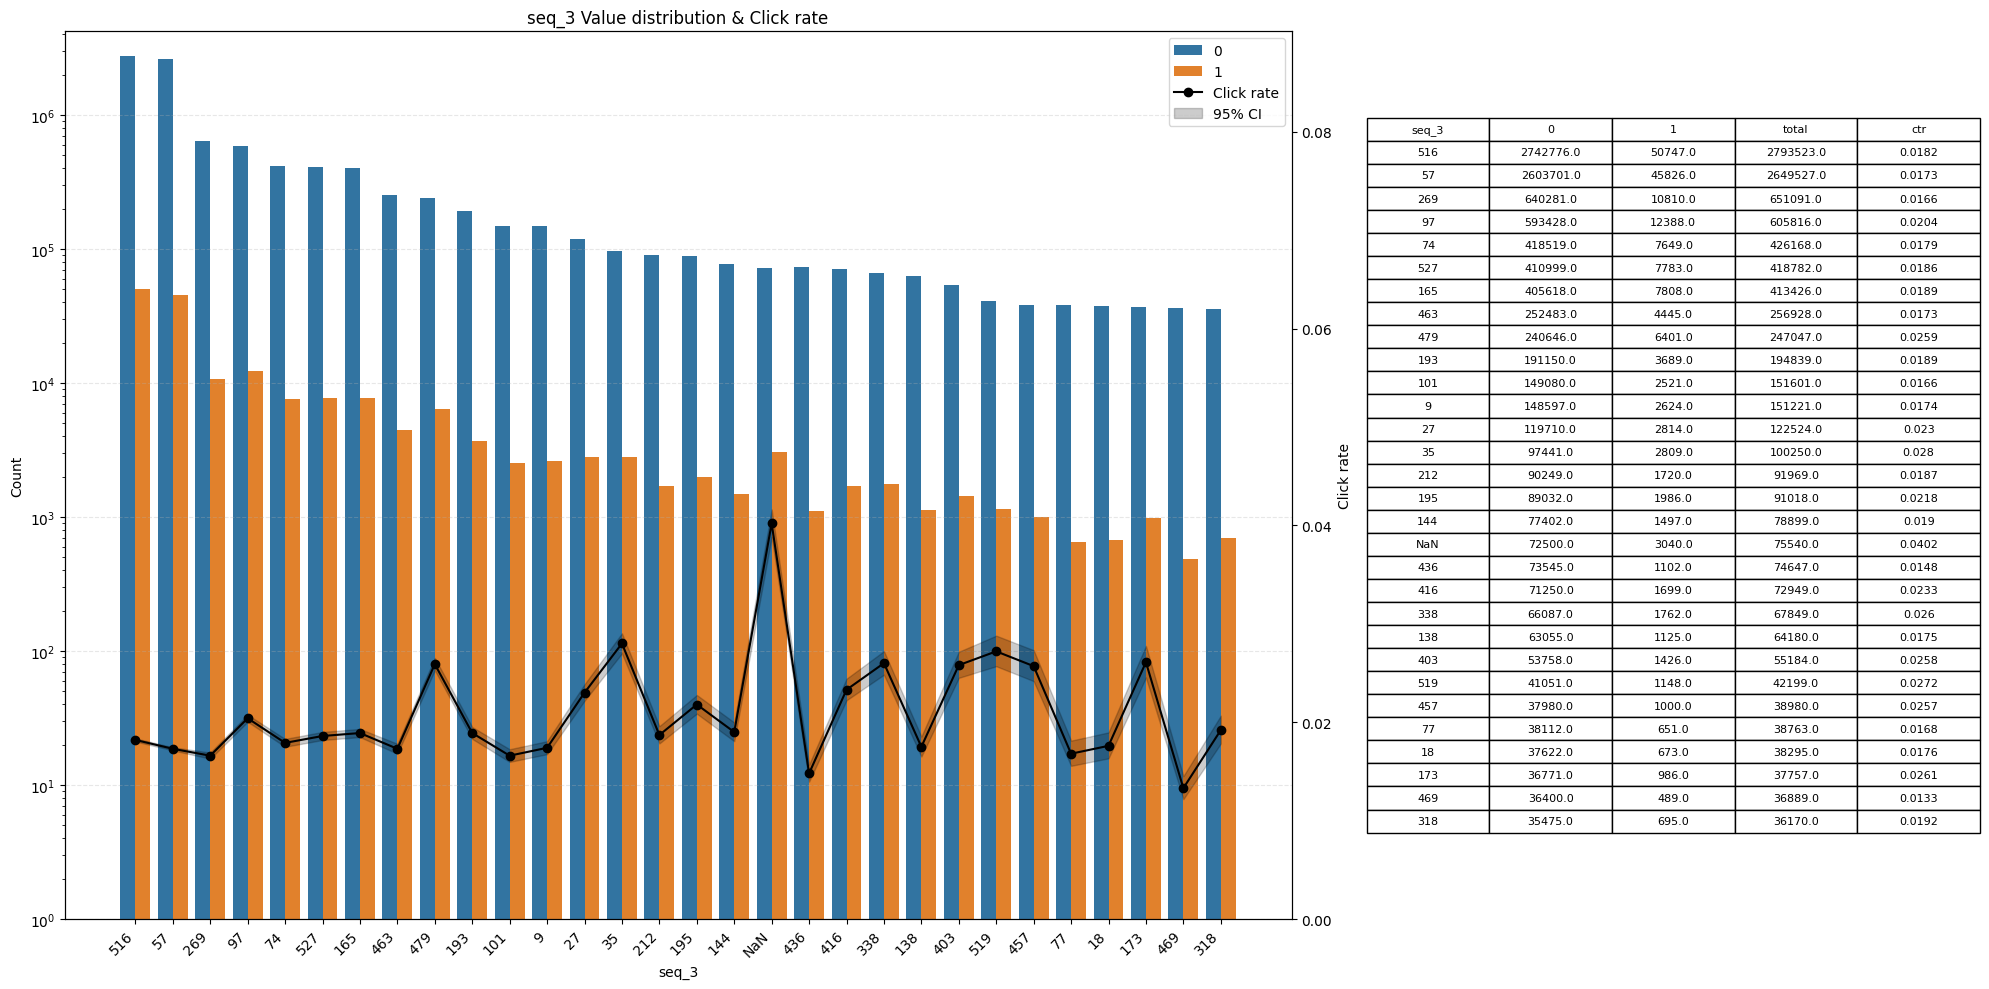 seq_3 Value distribution & Click rate
0
1
Click rate
95% CI
10^6
10^5
10^4
10^3
10^2
10^1
10^0
Count
0.08
0.06
0.04
0.02
0.00
Click rate
516 57 269 97 74 527 165 463 479 193 101 9 27 35 212 195 144 NaN 436 416 338 138 403 519 457 77 18 173 469 318
seq_3
seq_3 0 1 total ctr
516 2742776.0 50747.0 2793523.0 0.0182
57 2603701.0 45826.0 2649527.0 0.0173
269 640281.0 10810.0 651091.0 0.0166
97 593428.0 12388.0 605816.0 0.0204
74 418519.0 7649.0 426168.0 0.0179
527 410999.0 7783.0 418782.0 0.0186
165 405618.0 7808.0 413426.0 0.0189
463 252483.0 4445.0 256928.0 0.0173
479 240646.0 6401.0 247047.0 0.0259
193 191150.0 3689.0 194839.0 0.0189
101 149080.0 2521.0 151601.0 0.0166
9 148597.0 2624.0 151221.0 0.0174
27 119710.0 2814.0 122524.0 0.023
35 97441.0 2809.0 100250.0 0.028
212 90249.0 1720.0 91969.0 0.0187
195 89032.0 1986.0 91018.0 0.0218
144 77402.0 1497.0 78899.0 0.019
NaN 72500.0 3040.0 75540.0 0.0402
436 73545.0 1102.0 74647.0 0.0148
416 71250.0 1699.0 72949.0 0.0233
338 66087.0 1762.0 67849.0 0.026
138 63055.0 1125.0 64180.0 0.0175
403 53758.0 1426.0 55184.0 0.0258
519 41051.0 1148.0 42199.0 0.0272
457 37980.0 1000.0 38980.0 0.0257
77 38112.0 651.0 38763.0 0.0168
18 37622.0 673.0 38295.0 0.0176
173 36771.0 986.0 37757.0 0.0261
469 36400.0 489.0 36889.0 0.0133
318 35475.0 695.0 36170.0 0.0192